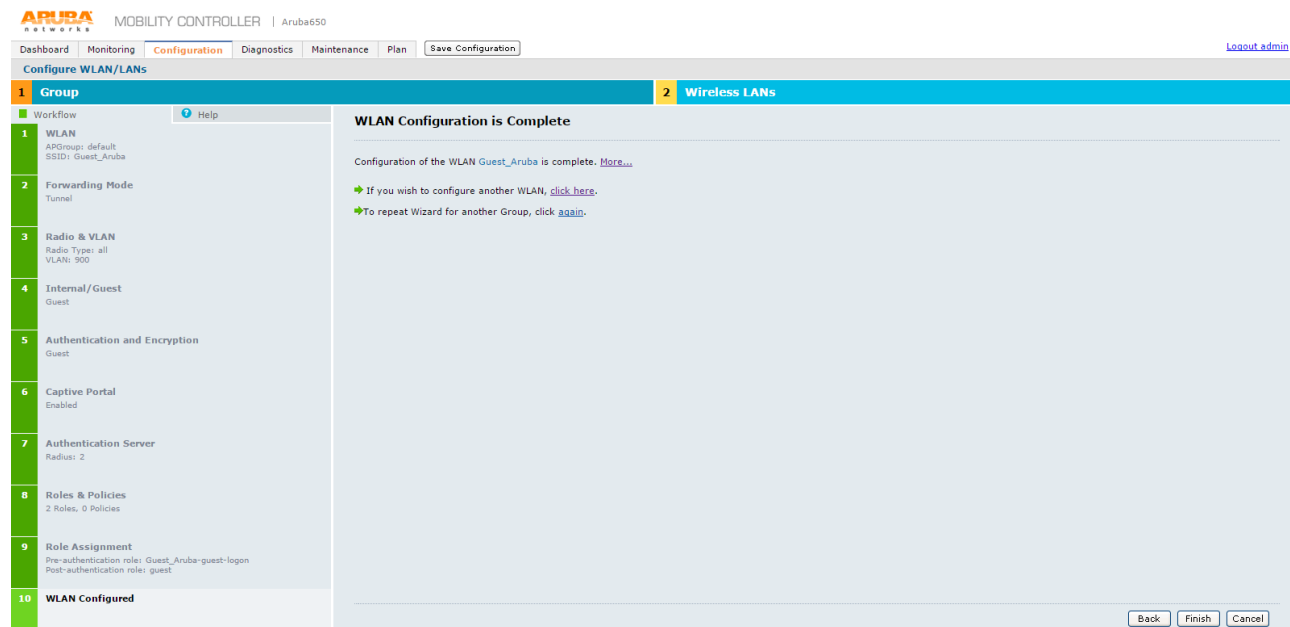 ARUBA networks MOBILITY CONTROLLER | Aruba650
Dashboard Monitoring Configuration Diagnostics Maintenance Plan Save Configuration Logout admin
Configure WLAN/LANs
1 Group 2 Wireless LANs
Workflow Help
1 WLAN
APGroup: default
SSID: Guest_Aruba
2 Forwarding Mode
Tunnel
3 Radio & VLAN
Radio Type: all
VLAN: 900
4 Internal/Guest
Guest
5 Authentication and Encryption
Guest
6 Captive Portal
Enabled
7 Authentication Server
Radius: 2
8 Roles & Policies
2 Roles, 0 Policies
9 Role Assignment
Pre-authentication role: Guest_Aruba-guest-logon
Post-authentication role: guest
10 WLAN Configured
WLAN Configuration is Complete
Configuration of the WLAN Guest_Aruba is complete. More...
If you wish to configure another WLAN, click here.
To repeat Wizard for another Group, click again.
Back Finish Cancel